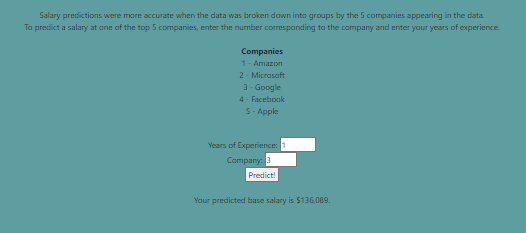 Salary predictions were more accurate when the data was broken down into groups by the 5 companies appearing in the data.
To predict a salary at one of the top 5 companies, enter the number corresponding to the company and enter your years of experience.
Companies
1 - Amazon
2 - Microsoft
3 - Google
4 - Facebook
5 - Apple
Years of Experience: 1
Company: 3
Predict!
Your predicted base salary is $136,089.